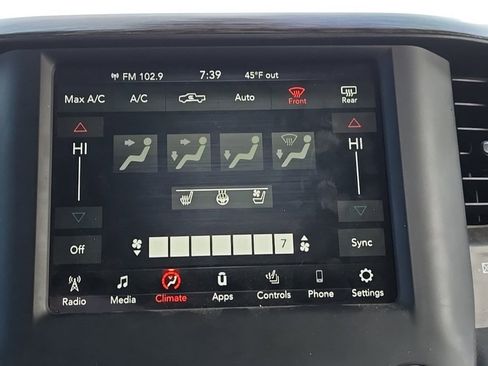 FM 102.9 7:39 45°F out
Max A/C A/C Auto Front Rear
HI HI
Off 7 Sync
Radio Media Climate Apps Controls Phone Settings